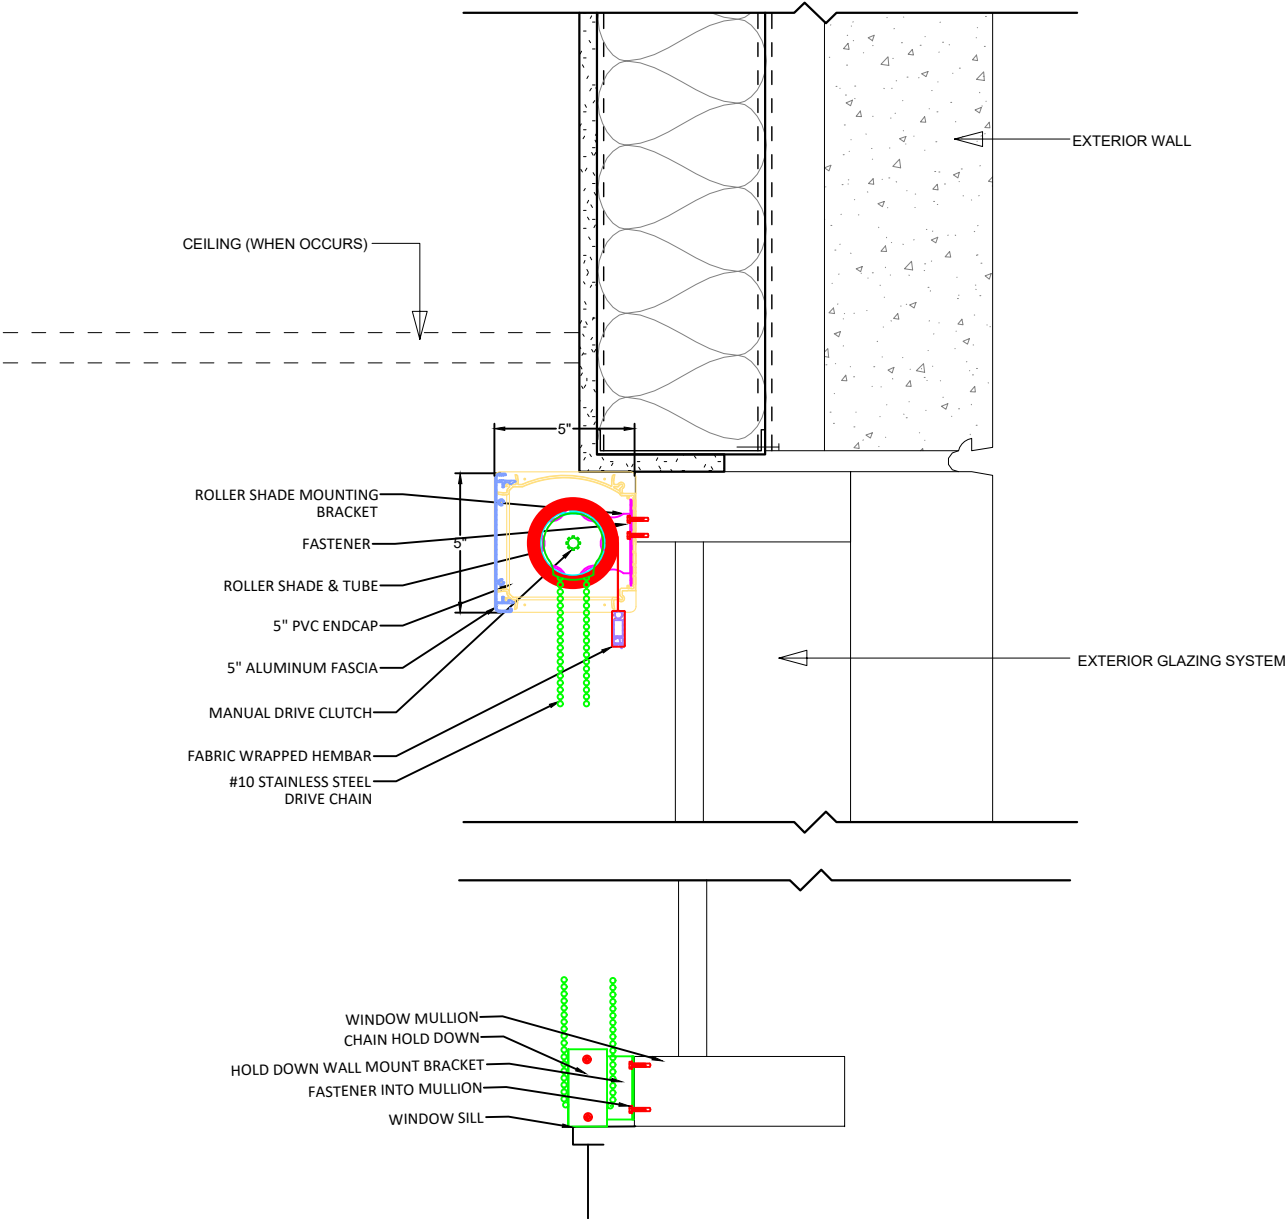 EXTERIOR WALL
CEILING (WHEN OCCURS)
5"
ROLLER SHADE MOUNTING
BRACKET
FASTENER
5"
ROLLER SHADE & TUBE
5" PVC ENDCAP
5" ALUMINUM FASCIA
EXTERIOR GLAZING SYSTEM
MANUAL DRIVE CLUTCH
FABRIC WRAPPED HEMBAR
#10 STAINLESS STEEL
DRIVE CHAIN
WINDOW MULLION
CHAIN HOLD DOWN
HOLD DOWN WALL MOUNT BRACKET
FASTENER INTO MULLION
WINDOW SILL